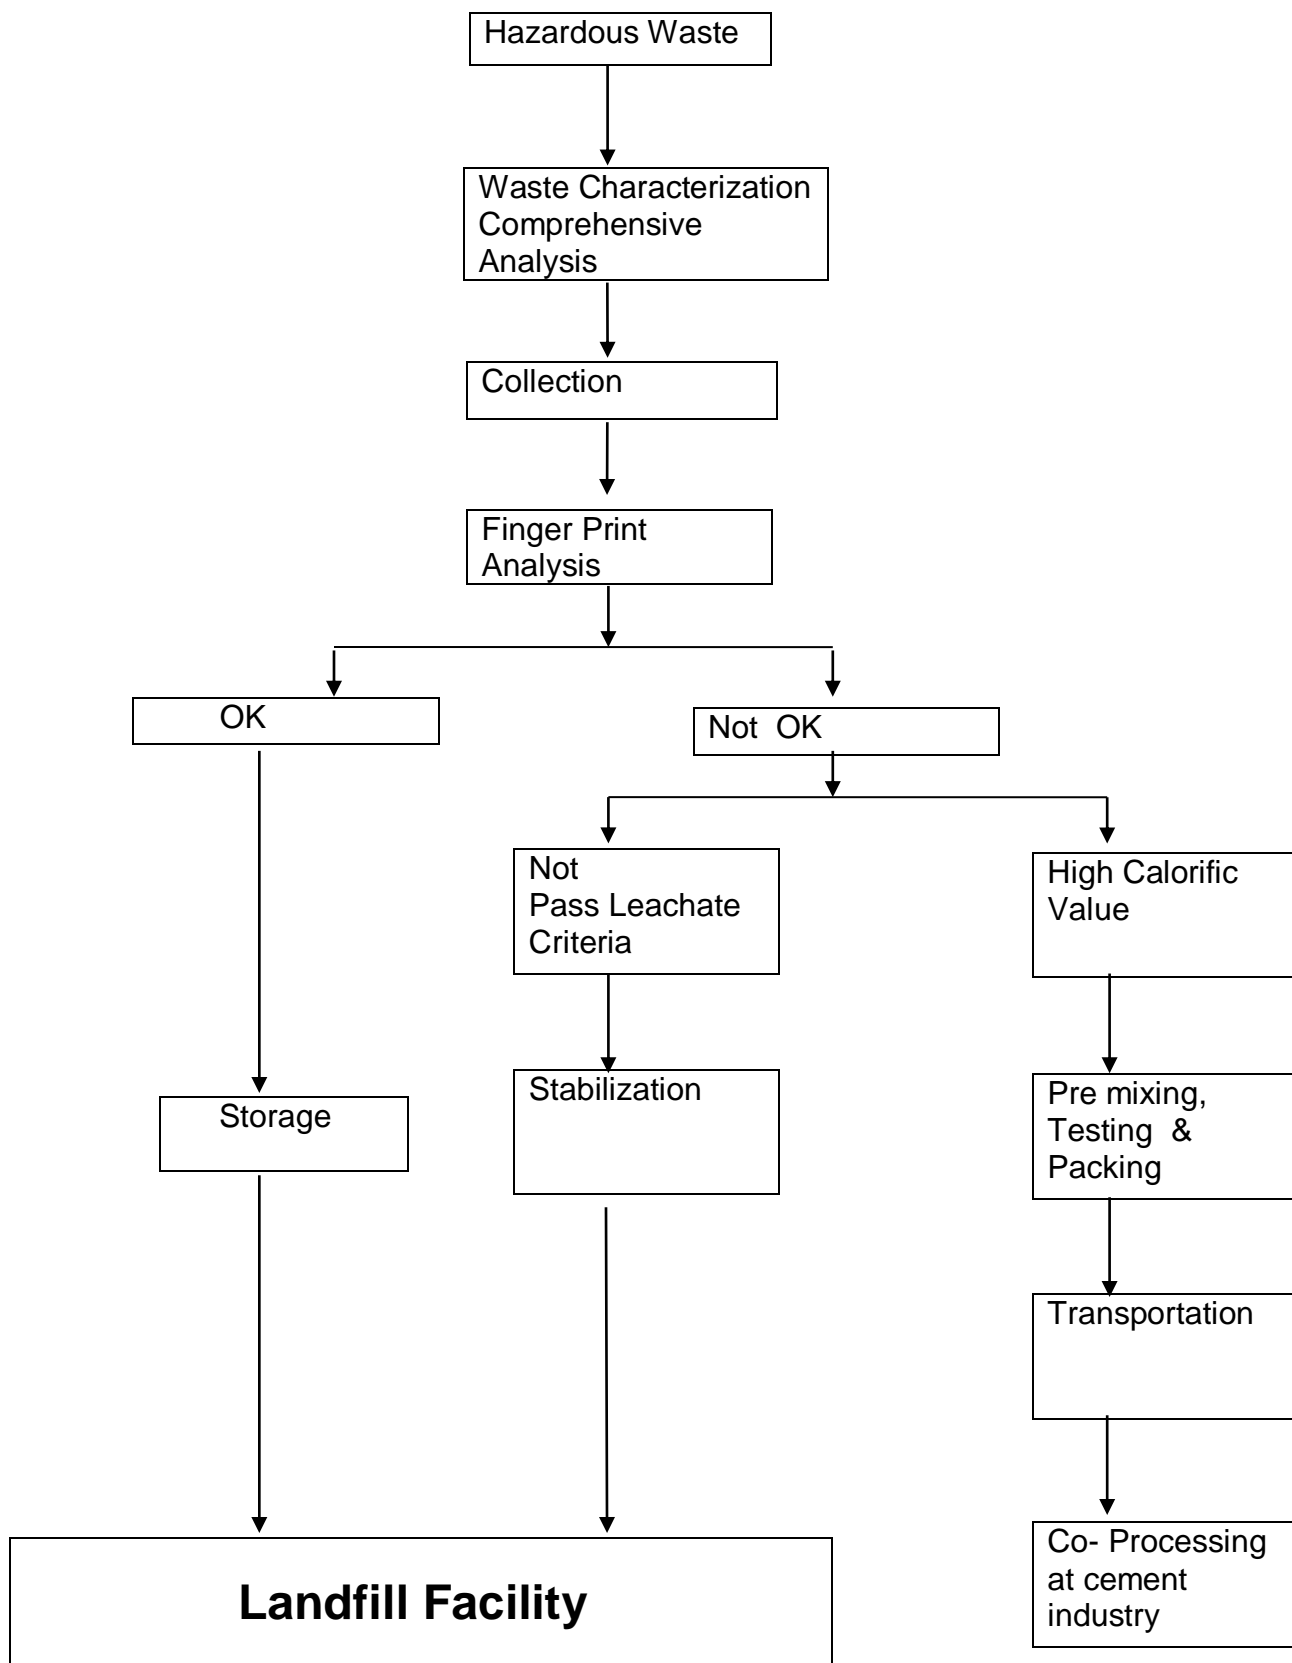 Hazardous Waste
Waste Characterization
Comprehensive
Analysis
Collection
Finger Print
Analysis
OK
Not  OK
Not
Pass Leachate
Criteria
High Calorific
Value
Stabilization
Pre mixing,
Testing  &
Packing
Storage
Transportation
Co- Processing
at cement
industry
Landfill Facility